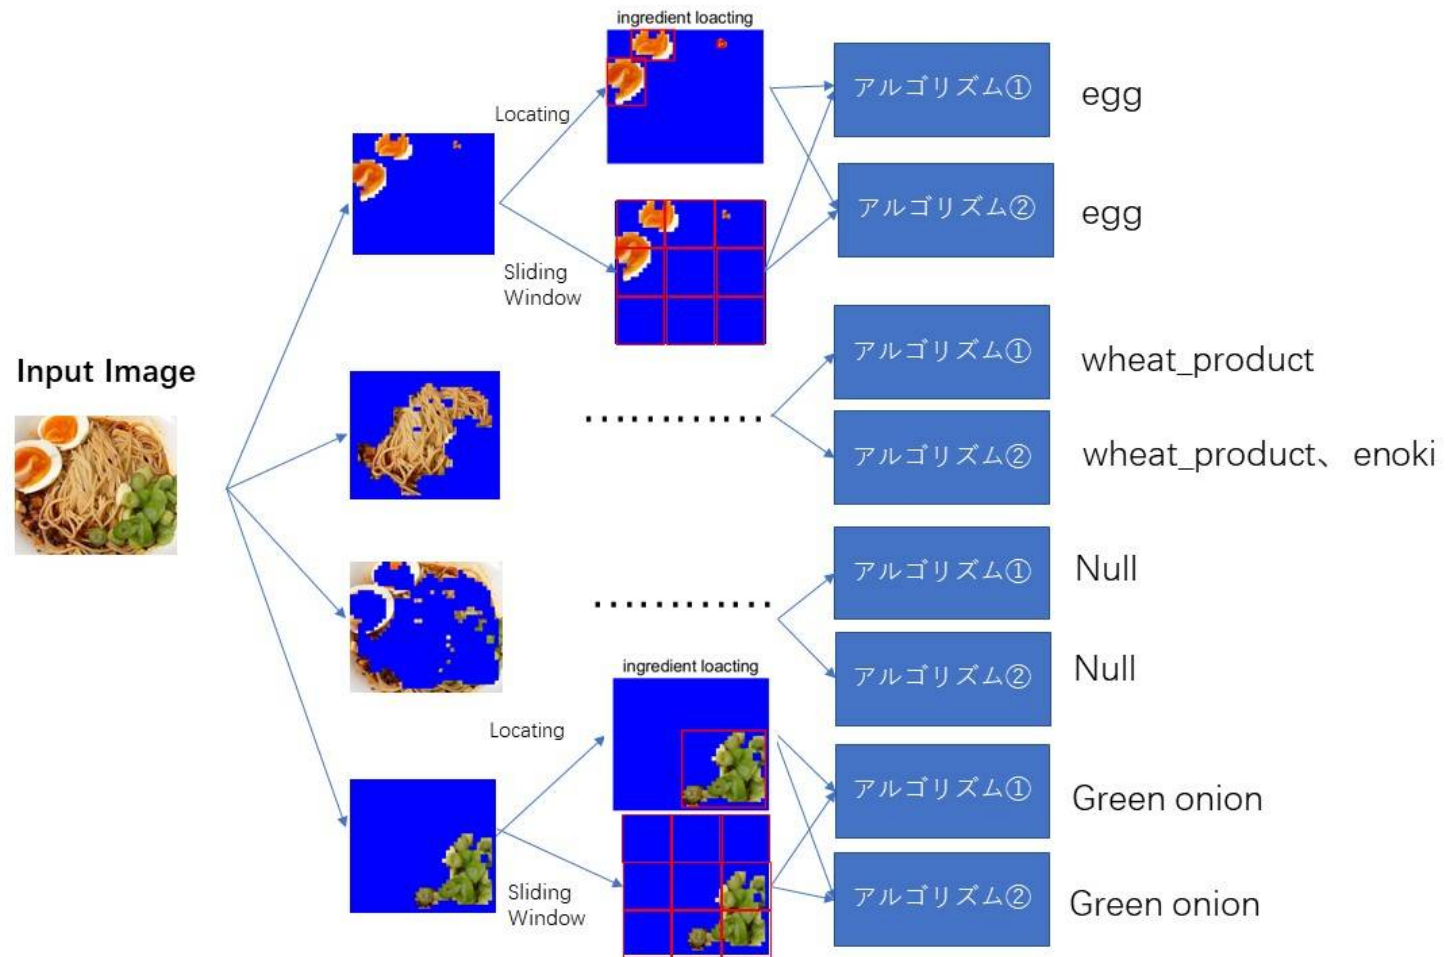 ingredient loacting
アルゴリズム①
egg
Locating
アルゴリズム②
egg
Sliding
Window
アルゴリズム①
wheat_product
Input Image
アルゴリズム②
wheat_product、enoki
アルゴリズム①
Null
アルゴリズム②
Null
ingredient loacting
Locating
アルゴリズム①
Green onion
Sliding
Window
アルゴリズム②
Green onion